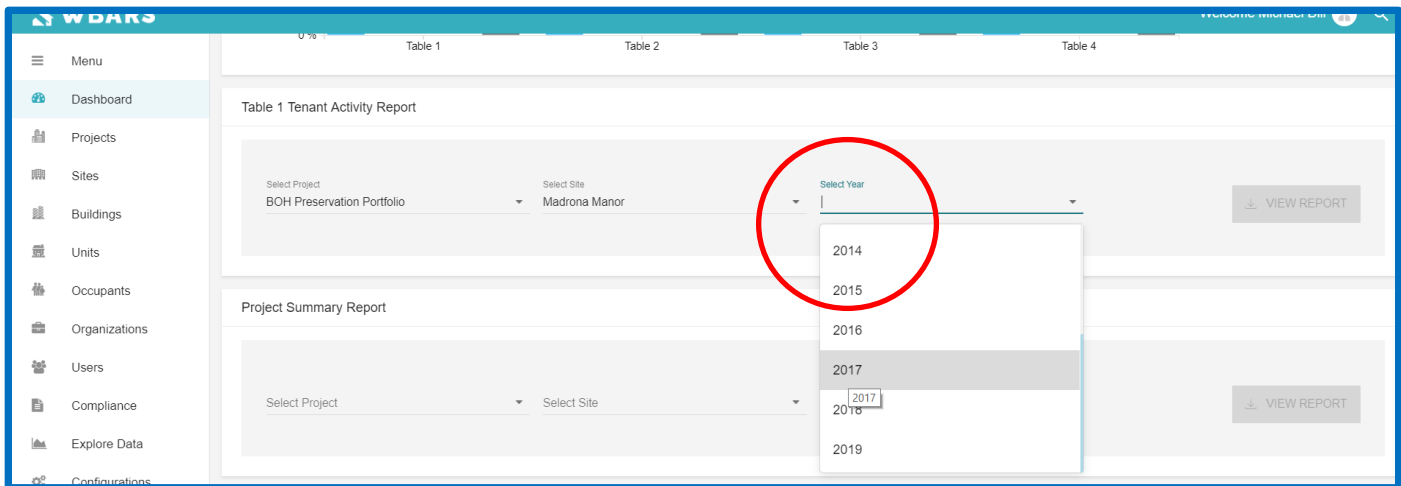 WBARS
Welcome Michael Bill
0 %
Table 1 Table 2 Table 3 Table 4
Menu
Dashboard
Projects
Sites
Buildings
Units
Occupants
Organizations
Users
Compliance
Explore Data
Configurations
Table 1 Tenant Activity Report
Select Project Select Site Select Year
BOH Preservation Portfolio Madrona Manor
VIEW REPORT
2014
2015
2016
2017
2017
2018
2019
Project Summary Report
Select Project Select Site
VIEW REPORT